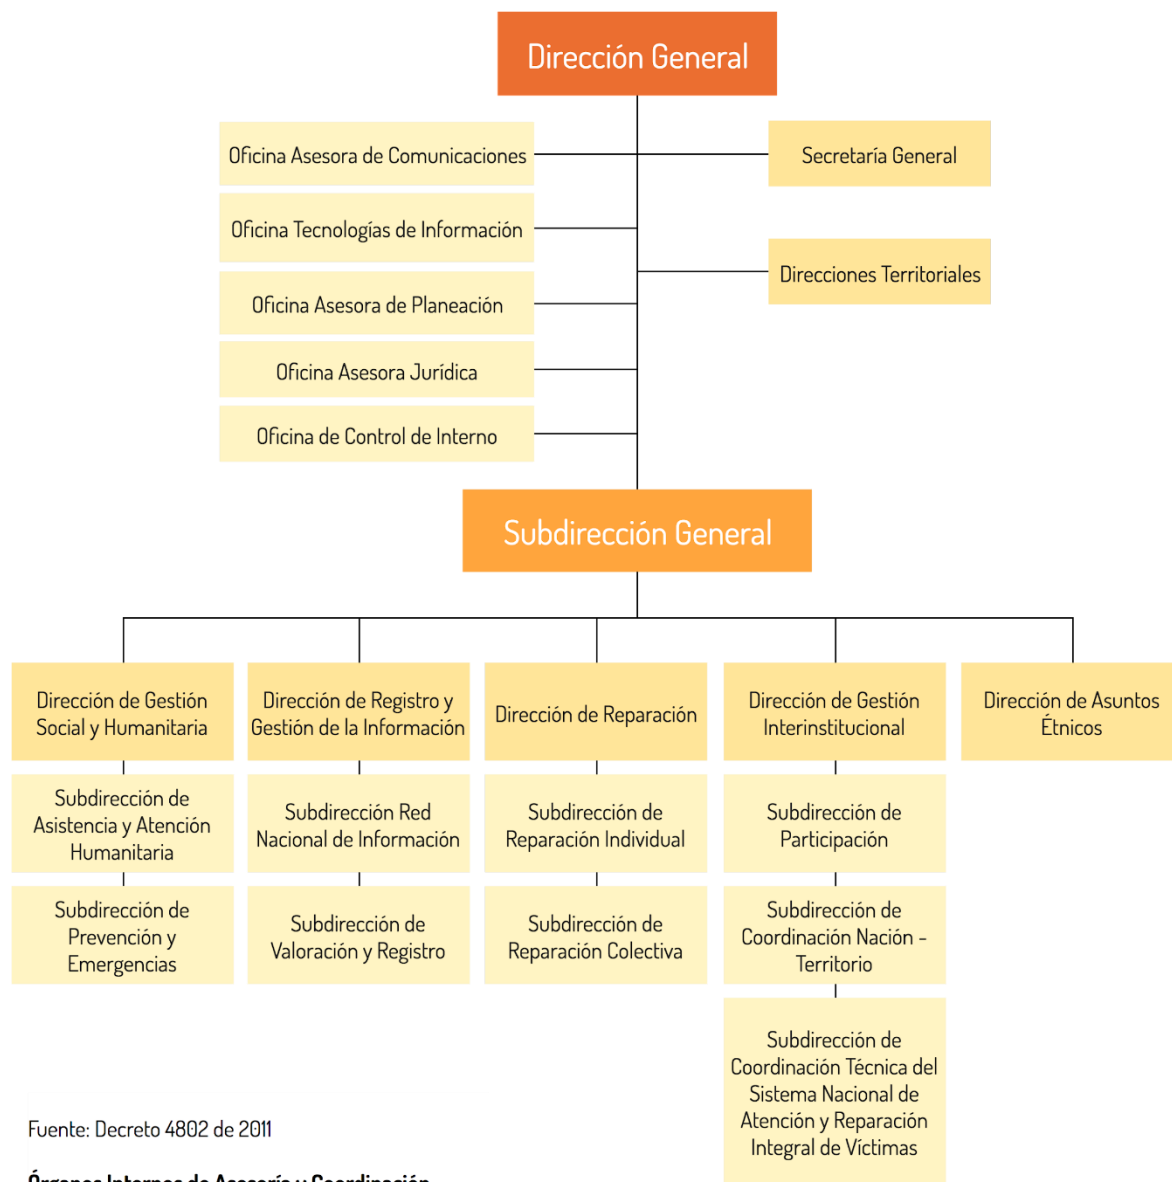 Dirección General
Oficina Asesora de Comunicaciones
Secretaría General
Oficina Tecnologías de Información
Direcciones Territoriales
Oficina Asesora de Planeación
Oficina Asesora Jurídica
Oficina de Control de Interno
Subdirección General
Dirección de Gestión
Social y Humanitaria
Subdirección de
Asistencia y Atención
Humanitaria
Subdirección de
Prevención y
Emergencias
Dirección de Registro y
Gestión de la Información
Subdirección Red
Nacional de Información
Subdirección de
Valoración y Registro
Dirección de Reparación
Subdirección de
Reparación Individual
Subdirección de
Reparación Colectiva
Dirección de Gestión
Interinstitucional
Subdirección de
Participación
Subdirección de
Coordinación Nación -
Territorio
Subdirección de
Coordinación Técnica del
Sistema Nacional de
Atención y Reparación
Integral de Víctimas
Dirección de Asuntos
Étnicos
Fuente: Decreto 4802 de 2011
Órganos Internos de Asesoría y Coordinación